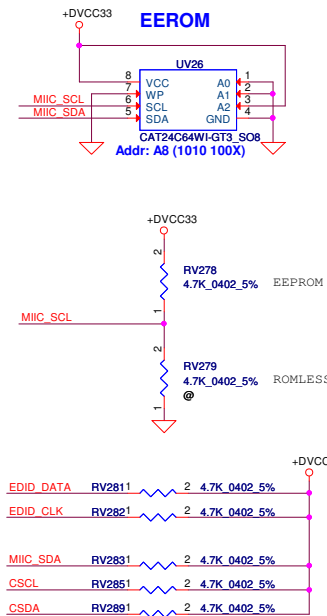 +DVCC33
EEROM
UV26
8 VCC A0 1
7 WP A1 2
MIIC_SCL 6 SCL A2 3
MIIC_SDA 5 SDA GND 4
CAT24C64WI-GT3_SO8
Addr: A8 (1010 100X)
+DVCC33
2
RV278
4.7K_0402_5% EEPROM
1
MIIC_SCL
2
RV279
4.7K_0402_5% ROMLESS
@
1
+DVCC
EDID_DATA RV281 1 2 4.7K_0402_5%
EDID_CLK RV282 1 2 4.7K_0402_5%
MIIC_SDA RV283 1 2 4.7K_0402_5%
CSCL RV285 1 2 4.7K_0402_5%
CSDA RV289 1 2 4.7K_0402_5%